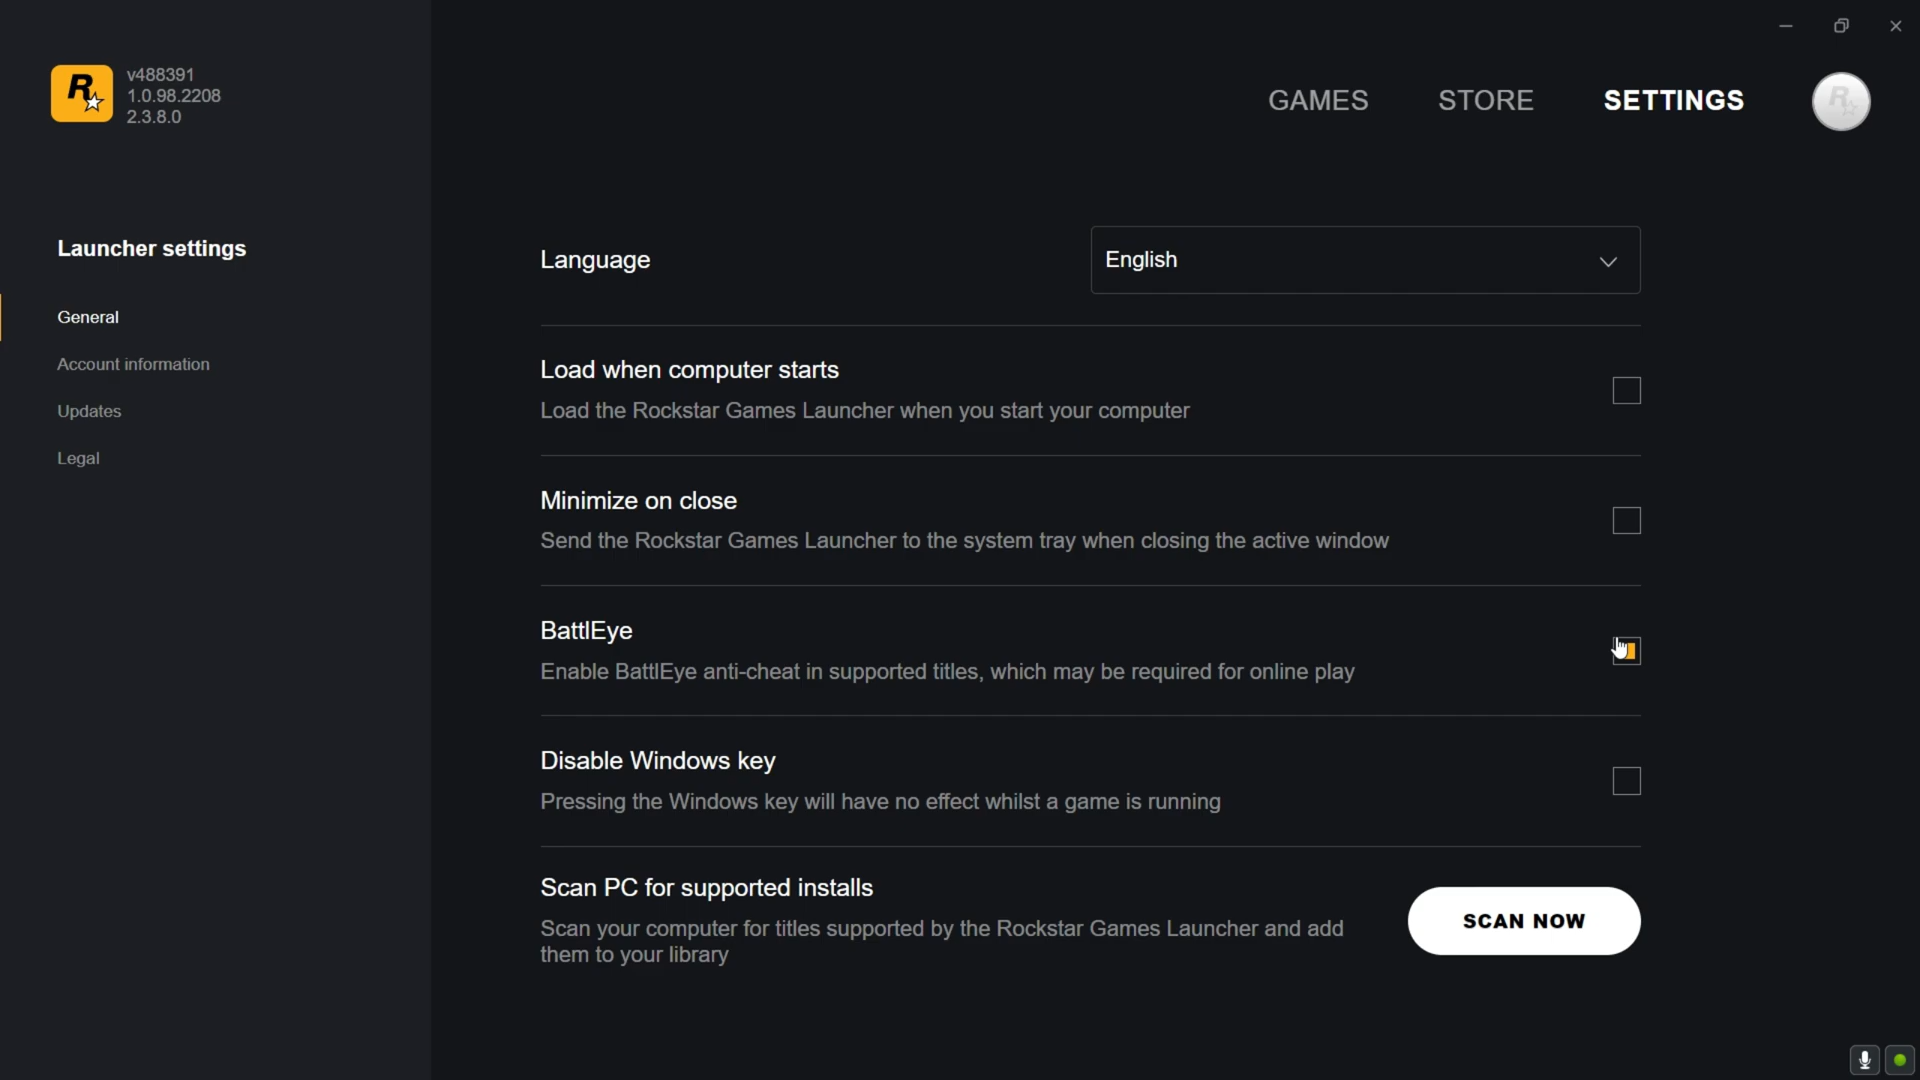 R
v488391
1.0.98.2208
2.3.8.0
GAMES
STORE
SETTINGS
R
Launcher settings
General
Account information
Updates
Legal
Language
English
Load when computer starts
Load the Rockstar Games Launcher when you start your computer
Minimize on close
Send the Rockstar Games Launcher to the system tray when closing the active window
BattlEye
Enable BattlEye anti-cheat in supported titles, which may be required for online play
Disable Windows key
Pressing the Windows key will have no effect whilst a game is running
Scan PC for supported installs
Scan your computer for titles supported by the Rockstar Games Launcher and add
them to your library
SCAN NOW